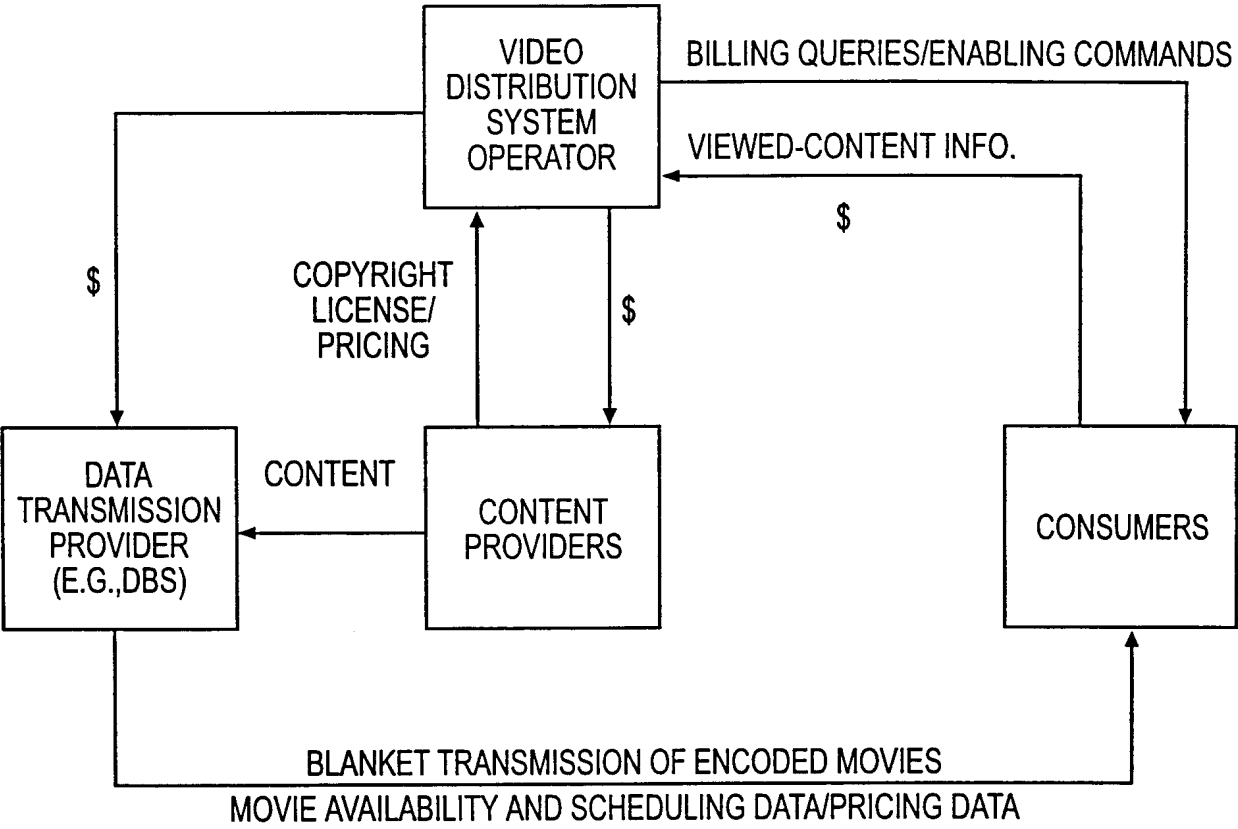 VIDEO
DISTRIBUTION
SYSTEM
OPERATOR
BILLING QUERIES/ENABLING COMMANDS
VIEWED-CONTENT INFO.
$
$
COPYRIGHT
LICENSE/
PRICING
$
DATA
TRANSMISSION
PROVIDER
(E.G.,DBS)
CONTENT
CONTENT
PROVIDERS
CONSUMERS
BLANKET TRANSMISSION OF ENCODED MOVIES
MOVIE AVAILABILITY AND SCHEDULING DATA/PRICING DATA